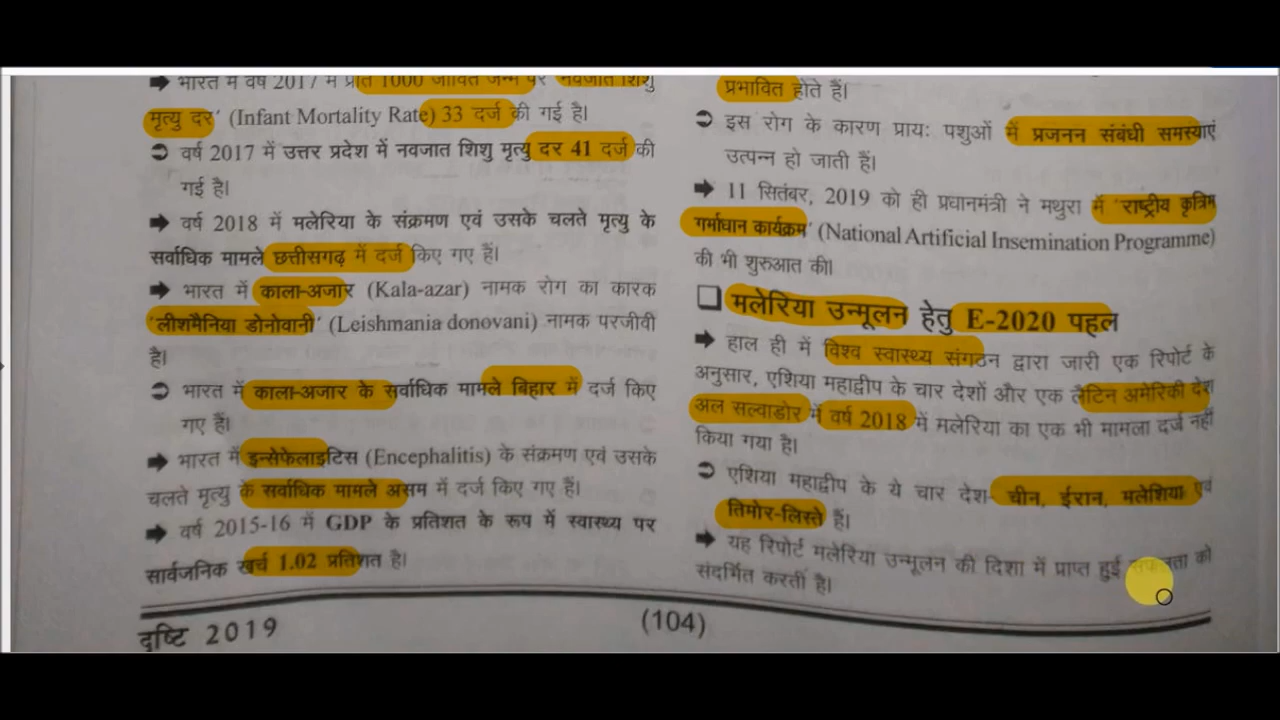 ➡ भारत में वर्ष 2017 में प्रति 1000 जीवित जन्म पर 'नवजात शिशु
मृत्यु दर' (Infant Mortality Rate) 33 दर्ज की गई है।
➲ वर्ष 2017 में उत्तर प्रदेश में नवजात शिशु मृत्यु दर 41 दर्ज की
गई है।
➡ वर्ष 2018 में मलेरिया के संक्रमण एवं उसके चलते मृत्यु के
सर्वाधिक मामले छत्तीसगढ़ में दर्ज किए गए हैं।
➡ भारत में काला-अजार (Kala-azar) नामक रोग का कारक
'लीशमैनिया डोनोवानी' (Leishmania donovani) नामक परजीवी
है।
➲ भारत में काला-अजार के सर्वाधिक मामले बिहार में दर्ज किए
गए हैं।
➡ भारत में इन्सेफेलाइटिस (Encephalitis) के संक्रमण एवं उसके
चलते मृत्यु के सर्वाधिक मामले असम में दर्ज किए गए हैं।
➡ वर्ष 2015-16 में GDP के प्रतिशत के रूप में स्वास्थ्य पर
सार्वजनिक खर्च 1.02 प्रतिशत है।
प्रभावित होते हैं।
➲ इस रोग के कारण प्रायः पशुओं में प्रजनन संबंधी समस्याएं
उत्पन्न हो जाती हैं।
➡ 11 सितंबर, 2019 को ही प्रधानमंत्री ने मथुरा में 'राष्ट्रीय कृत्रिम
गर्भाधान कार्यक्रम' (National Artificial Insemination Programme)
की भी शुरुआत की।
❑ मलेरिया उन्मूलन हेतु E-2020 पहल
➡ हाल ही में विश्व स्वास्थ्य संगठन द्वारा जारी एक रिपोर्ट के
अनुसार, एशिया महाद्वीप के चार देशों और एक लैटिन अमेरिकी देश
अल सल्वाडोर में वर्ष 2018 में मलेरिया का एक भी मामला दर्ज नहीं
किया गया है।
➲ एशिया महाद्वीप के ये चार देश- चीन, ईरान, मलेशिया एवं
तिमोर-लिस्ते हैं।
➡ यह रिपोर्ट मलेरिया उन्मूलन की दिशा में प्राप्त हुई सफलता को
संदर्भित करती है।
दृष्टि 2019
(104)